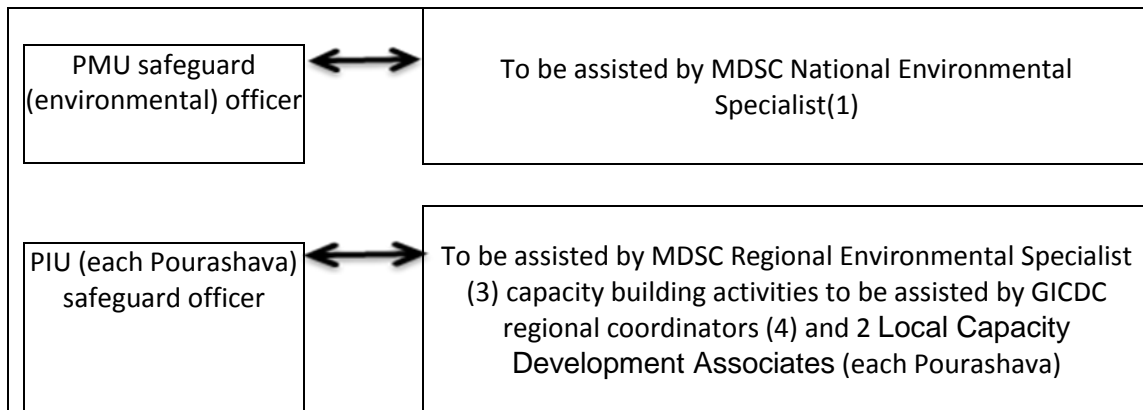 PMU safeguard
(environmental) officer
To be assisted by MDSC National Environmental
Specialist(1)
PIU (each Pourashava)
safeguard officer
To be assisted by MDSC Regional Environmental Specialist
(3) capacity building activities to be assisted by GICDC
regional coordinators (4) and 2 Local Capacity
Development Associates (each Pourashava)